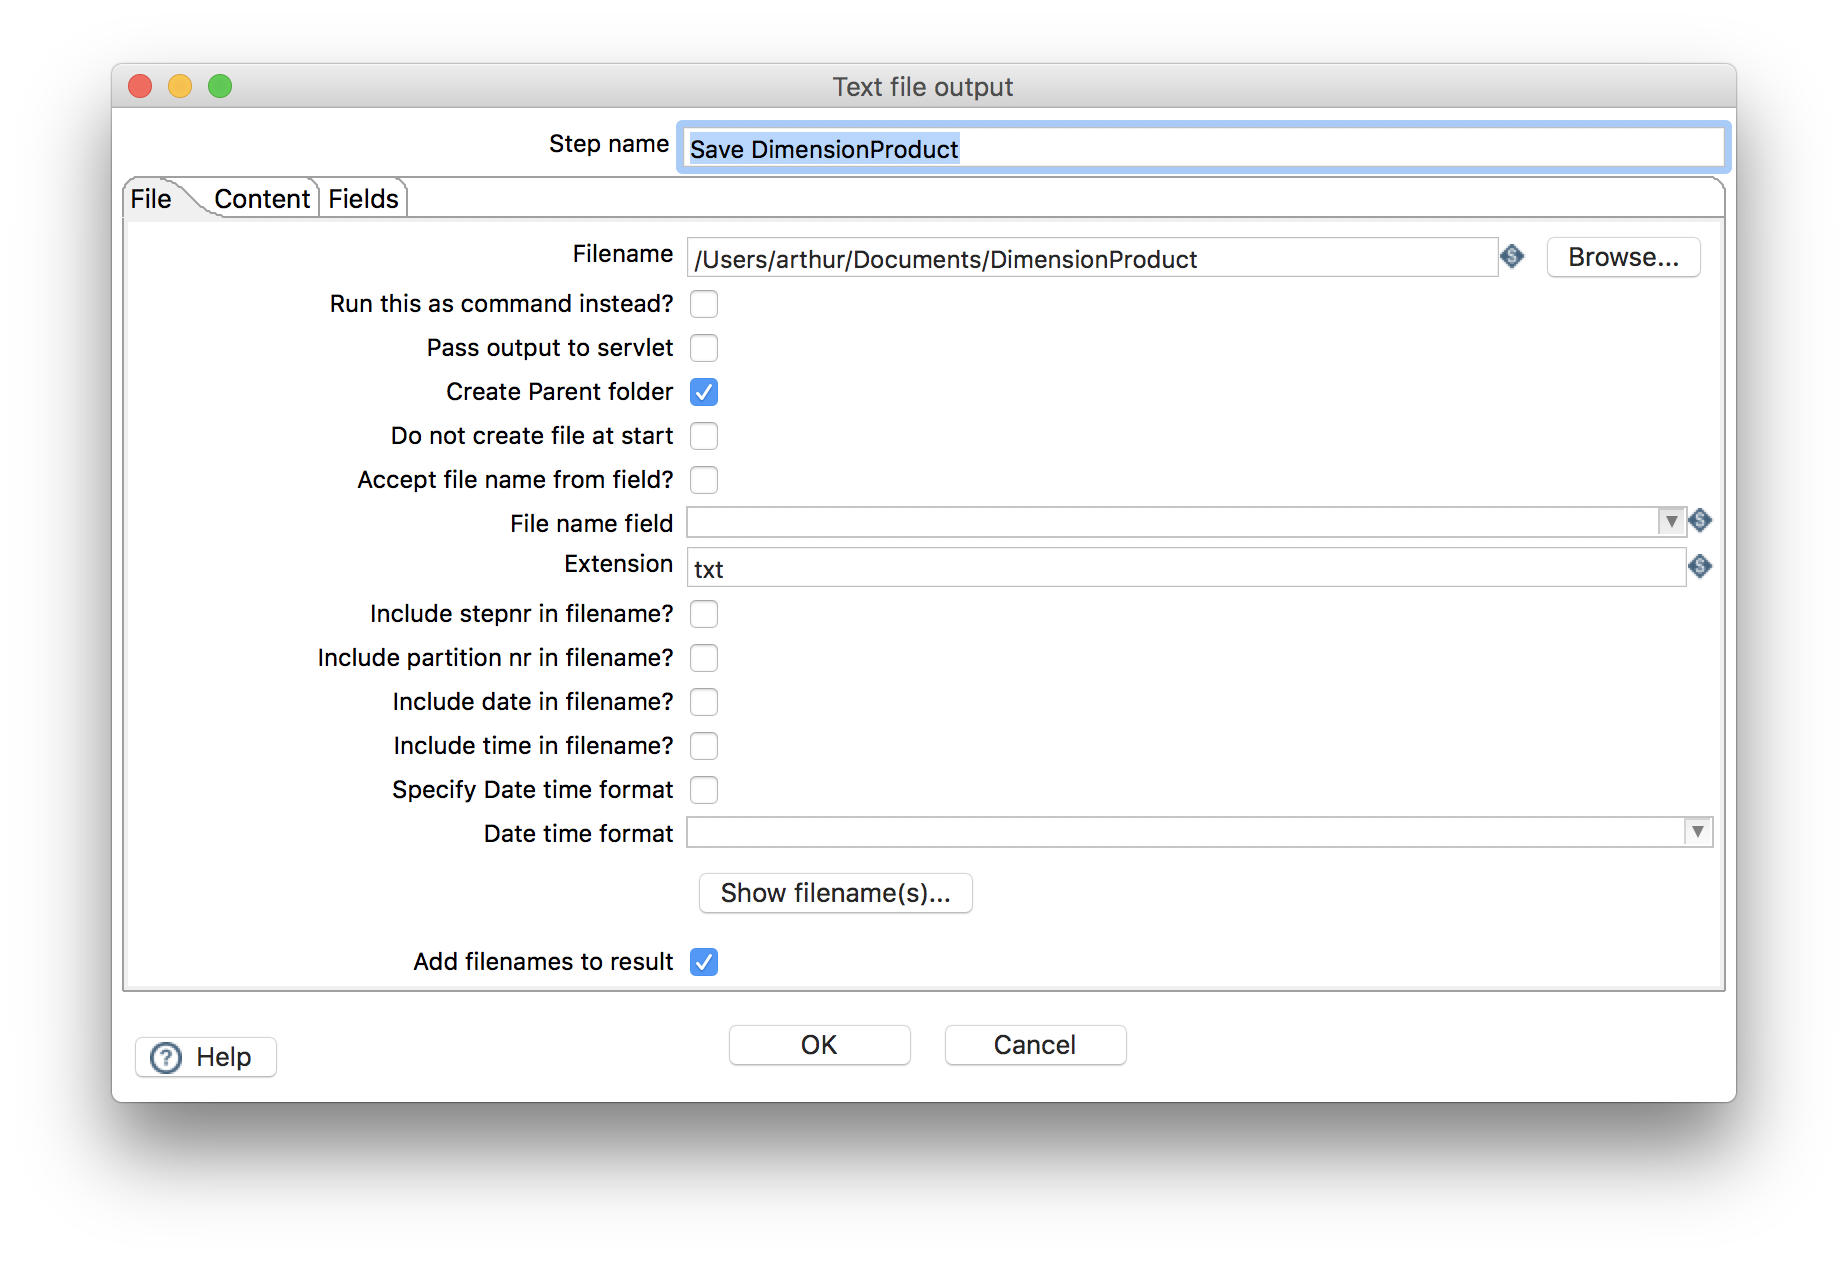 Text file output
Step name Save DimensionProduct
File Content Fields
Filename /Users/arthur/Documents/DimensionProduct Browse...
Run this as command instead?
Pass output to servlet
Create Parent folder
Do not create file at start
Accept file name from field?
File name field
Extension txt
Include stepnr in filename?
Include partition nr in filename?
Include date in filename?
Include time in filename?
Specify Date time format
Date time format
Show filename(s)...
Add filenames to result
? Help OK Cancel